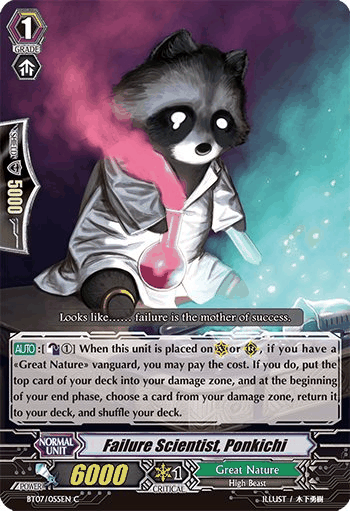 1
GRADE
SHIELD
5000
Looks like...... failure is the mother of success.
AUTO:[ 1] When this unit is placed on V or R, if you have a
«Great Nature» vanguard, you may pay the cost. If you do, put the
top card of your deck into your damage zone, and at the beginning
of your end phase, choose a card from your damage zone, return it
to your deck, and shuffle your deck.
NORMAL
UNIT
Failure Scientist, Ponkichi
POWER
6000
1
CRITICAL
Great Nature
High Beast
BT07/055EN C
ILLUST / 木下勇樹